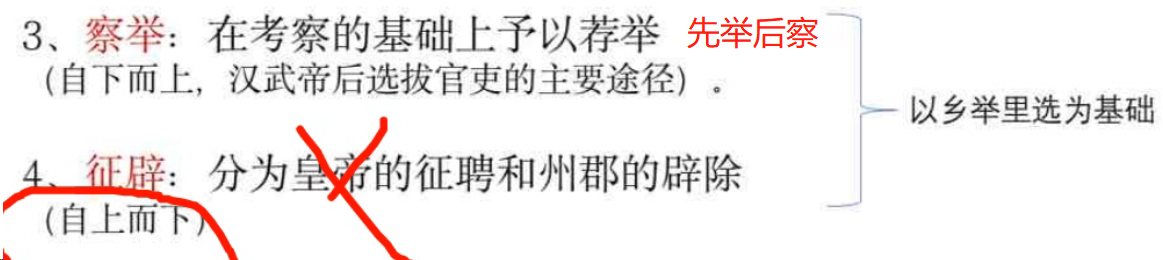 3、察举：在考察的基础上予以荐举 先举后察
（自下而上，汉武帝后选拔官吏的主要途径）。
以乡举里选为基础
4、征辟：分为皇帝的征聘和州郡的辟除
（自上而下）